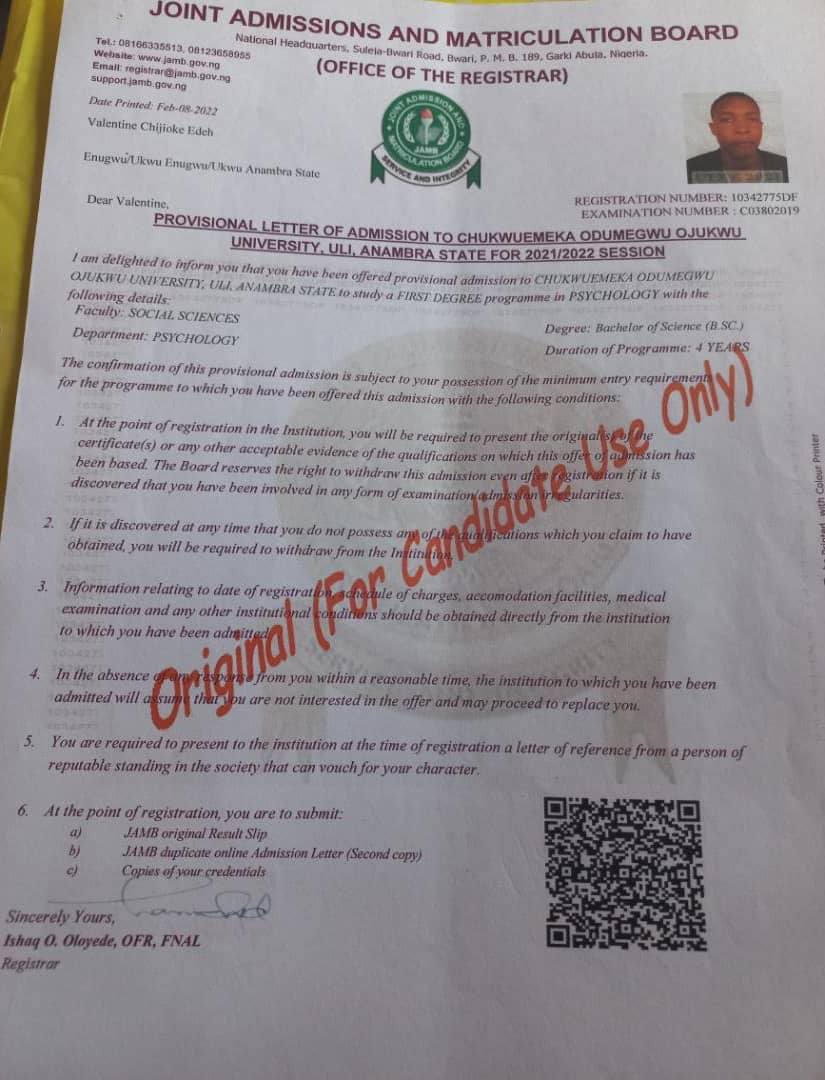 JOINT ADMISSIONS AND MATRICULATION BOARD
National Headquarters, Suleja-Bwari Road, Bwari, P. M. B. 189, Garki Abuja, Nigeria.
(OFFICE OF THE REGISTRAR)
Tel.: 08166335513, 08123658955
Website: www.jamb.gov.ng
Email: registrar@jamb.gov.ng
support.jamb.gov.ng
Date Printed: Feb-08-2022
Valentine Chijioke Edeh
Enugwu/Ukwu Enugwu/Ukwu Anambra State
JOINT ADMISSION AND
MATRICULATION BOARD
JAMB
SERVICE AND INTEGRITY
UTME 2021
Dear Valentine,
REGISTRATION NUMBER: 10342775DF
EXAMINATION NUMBER : C03802019
PROVISIONAL LETTER OF ADMISSION TO CHUKWUEMEKA ODUMEGWU OJUKWU
UNIVERSITY, ULI, ANAMBRA STATE FOR 2021/2022 SESSION
I am delighted to inform you that you have been offered provisional admission to CHUKWUEMEKA ODUMEGWU
OJUKWU UNIVERSITY, ULI, ANAMBRA STATE to study a FIRST DEGREE programme in PSYCHOLOGY with the
following details:
Faculty: SOCIAL SCIENCES
Department: PSYCHOLOGY
Degree: Bachelor of Science (B.SC.)
Duration of Programme: 4 YEARS
The confirmation of this provisional admission is subject to your possession of the minimum entry requirements
for the programme to which you have been offered this admission with the following conditions:
1. At the point of registration in the Institution, you will be required to present the original(s) of the
certificate(s) or any other acceptable evidence of the qualifications on which this offer of admission has
been based. The Board reserves the right to withdraw this admission even after registration if it is
discovered that you have been involved in any form of examination/admission irregularities.
2. If it is discovered at any time that you do not possess any of the qualifications which you claim to have
obtained, you will be required to withdraw from the Institution.
3. Information relating to date of registration, schedule of charges, accomodation facilities, medical
examination and any other institutional conditions should be obtained directly from the institution
to which you have been admitted.
4. In the absence of any response from you within a reasonable time, the institution to which you have been
admitted will assume that you are not interested in the offer and may proceed to replace you.
5. You are required to present to the institution at the time of registration a letter of reference from a person of
reputable standing in the society that can vouch for your character.
6. At the point of registration, you are to submit:
a) JAMB original Result Slip
b) JAMB duplicate online Admission Letter (Second copy)
c) Copies of your credentials
Sincerely Yours,
Ishaq O. Oloyede, OFR, FNAL
Registrar
Original (For Candidate Use Only)
Printed with Colour Printer